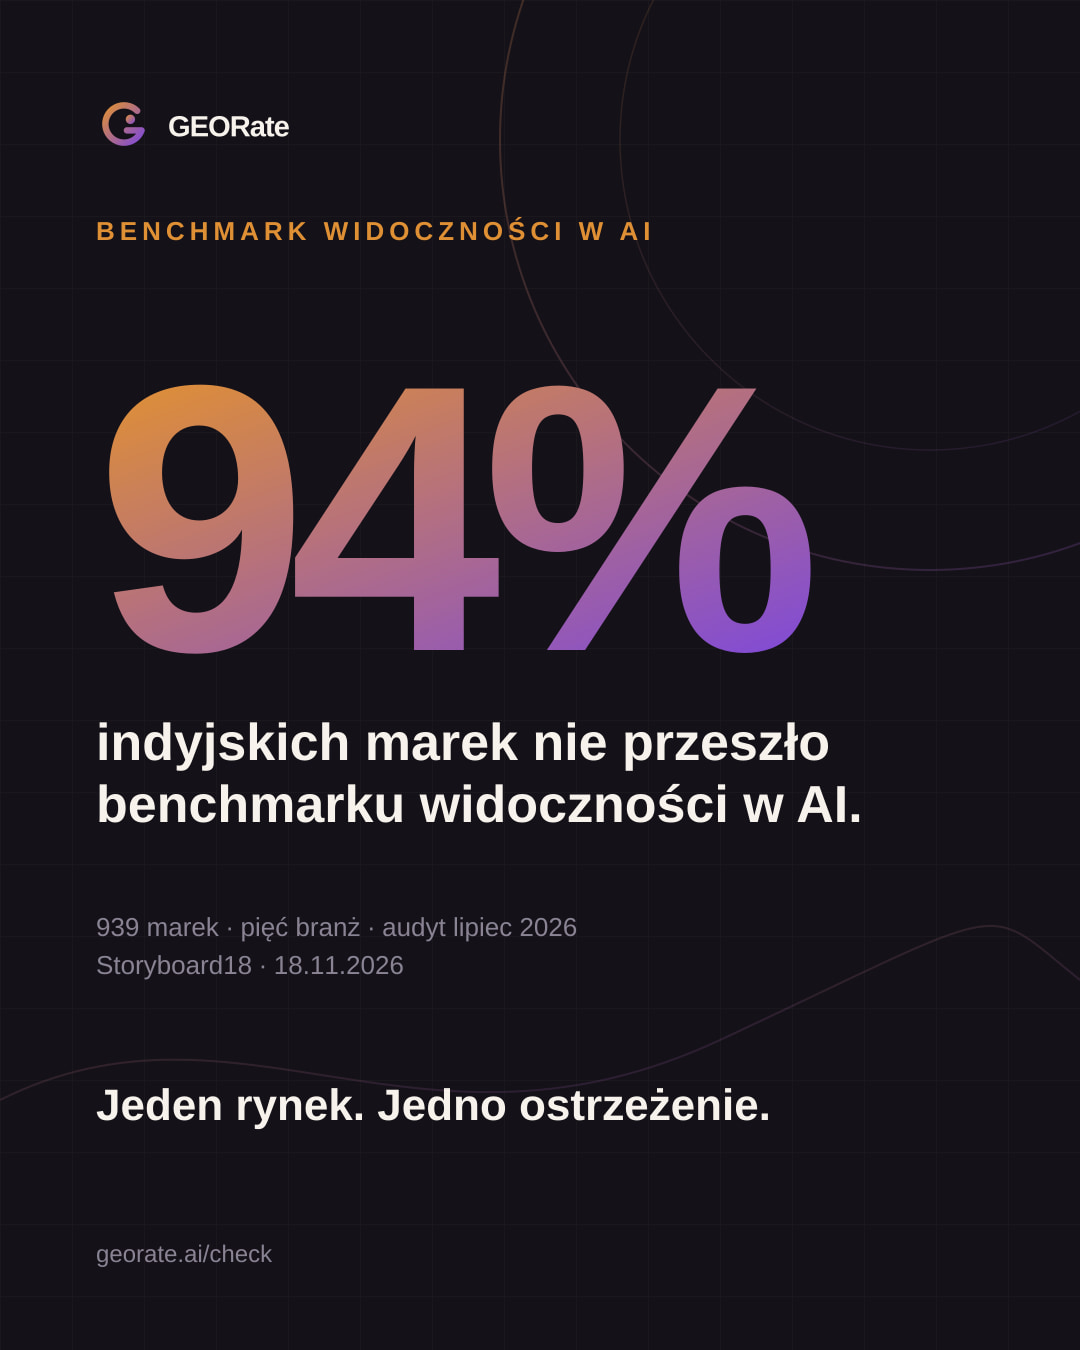 GEORate
BENCHMARK WIDOCZNOŚCI W AI
94%
indyjskich marek nie przeszło
benchmarku widoczności w AI.
939 marek · pięć branż · audyt lipiec 2026
Storyboard18 · 18.11.2026
Jeden rynek. Jedno ostrzeżenie.
georate.ai/check